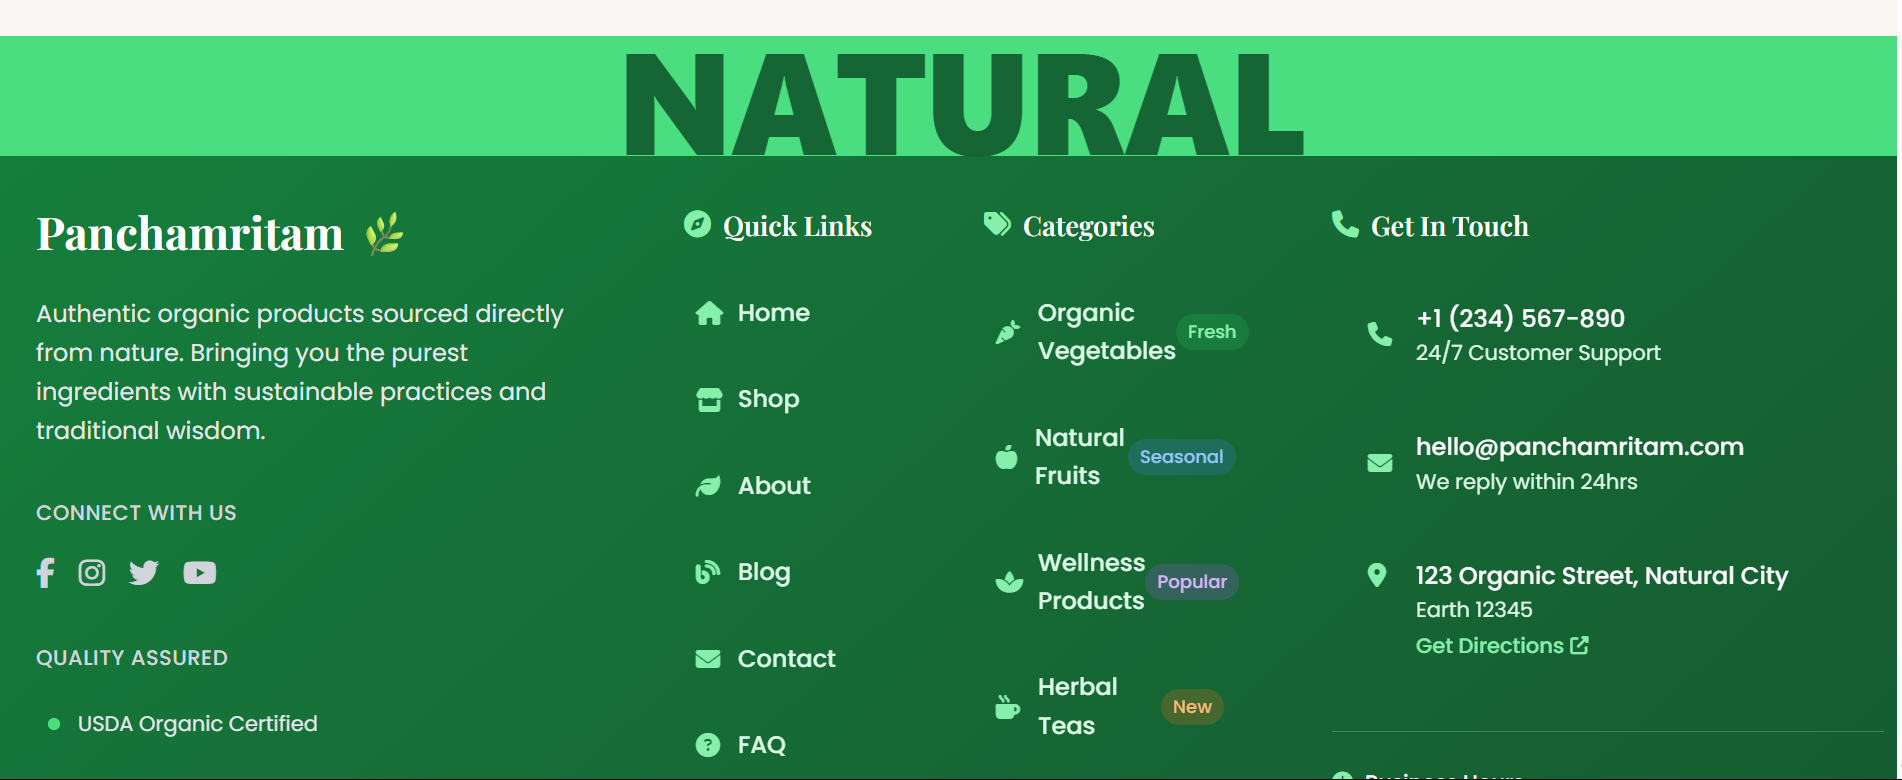 NATURAL
Panchamritam
Authentic organic products sourced directly
from nature. Bringing you the purest
ingredients with sustainable practices and
traditional wisdom.
CONNECT WITH US
QUALITY ASSURED
USDA Organic Certified
Quick Links
Home
Shop
About
Blog
Contact
FAQ
Categories
Organic
Vegetables
Fresh
Natural
Fruits
Seasonal
Wellness
Products
Popular
Herbal
Teas
New
Get In Touch
+1 (234) 567-890
24/7 Customer Support
hello@panchamritam.com
We reply within 24hrs
123 Organic Street, Natural City
Earth 12345
Get Directions
Business Hours